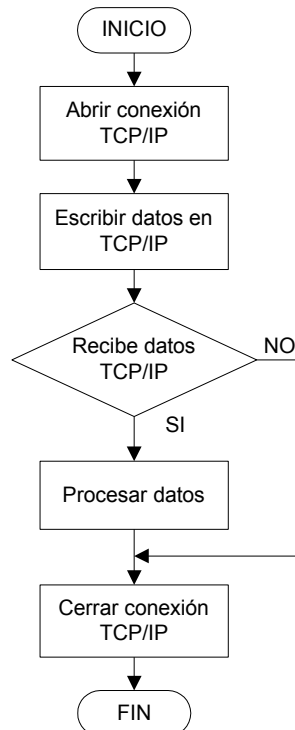 INICIO
Abrir conexión
TCP/IP
Escribir datos en
TCP/IP
Recibe datos
TCP/IP
NO
SI
Procesar datos
Cerrar conexión
TCP/IP
FIN